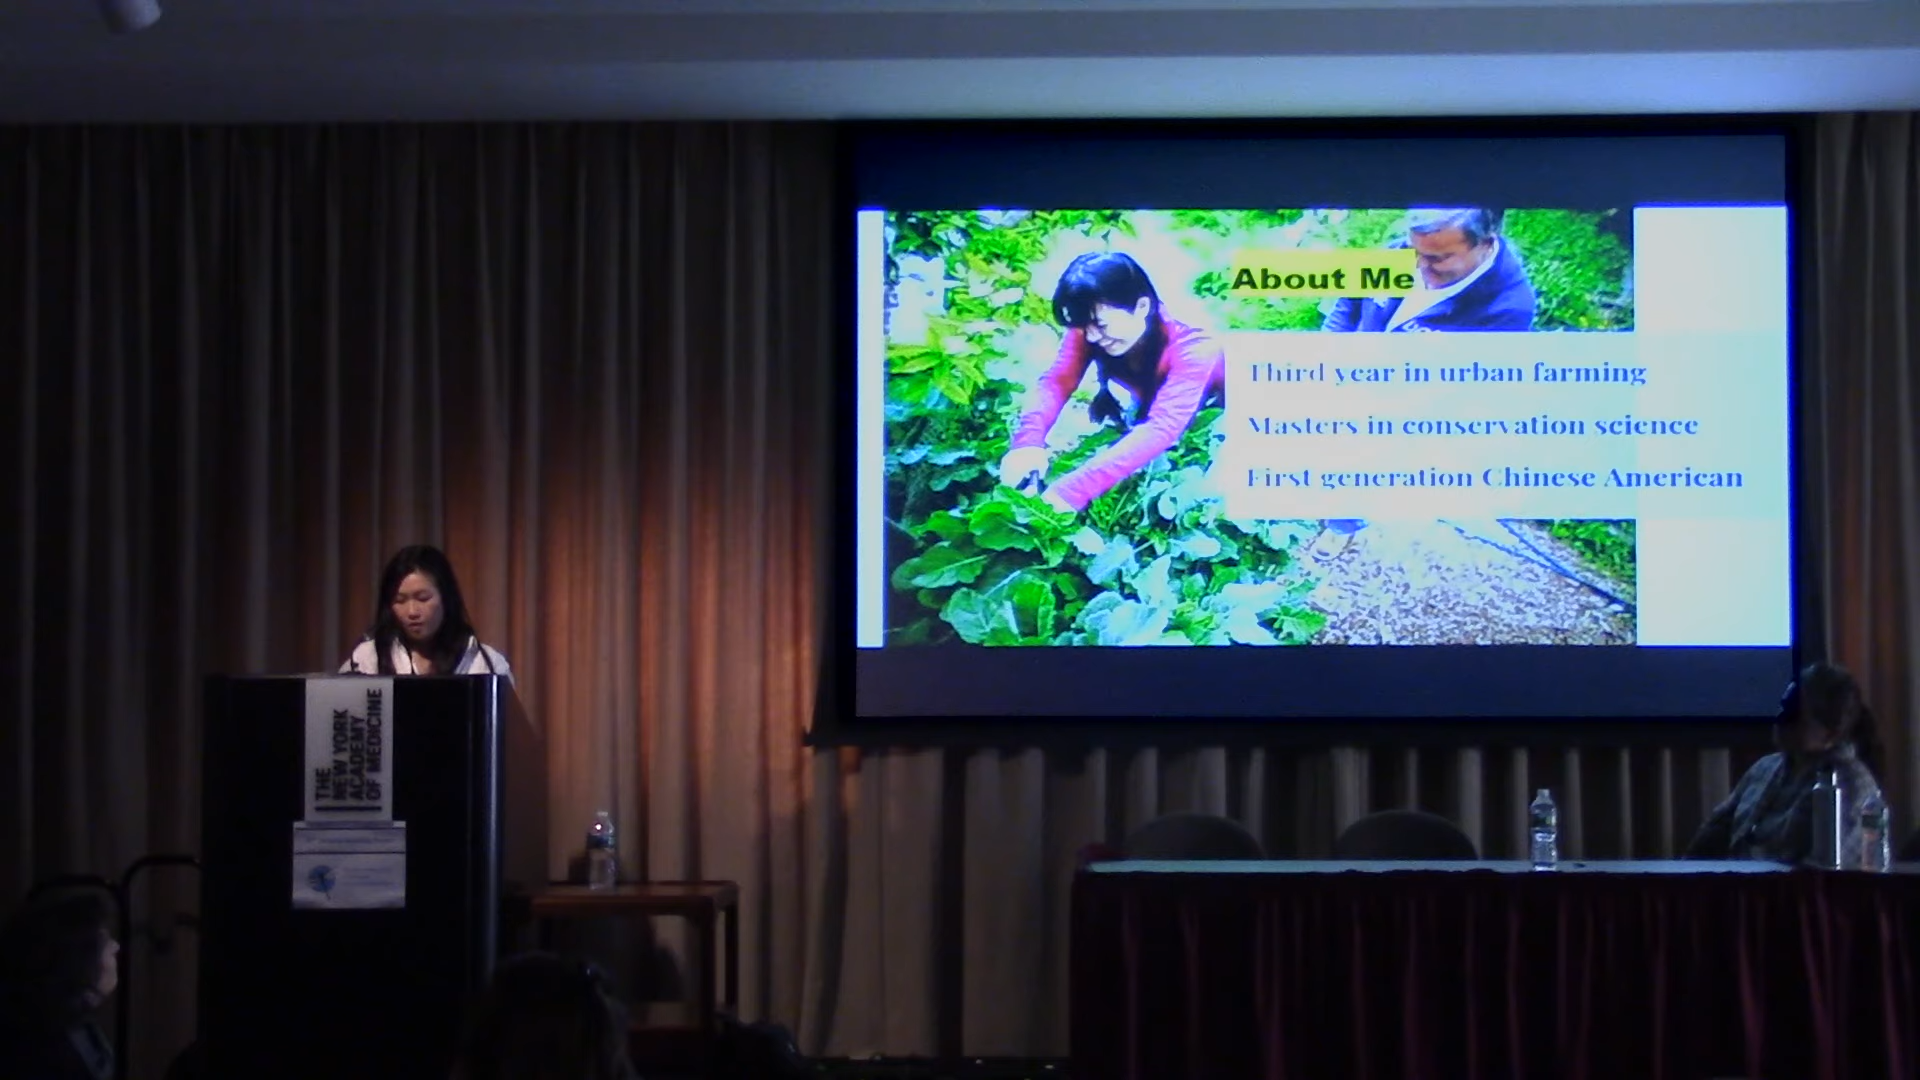 About Me
Third year in urban farming
Masters in conservation science
First generation Chinese American
THE
NEW YORK
ACADEMY
OF MEDICINE